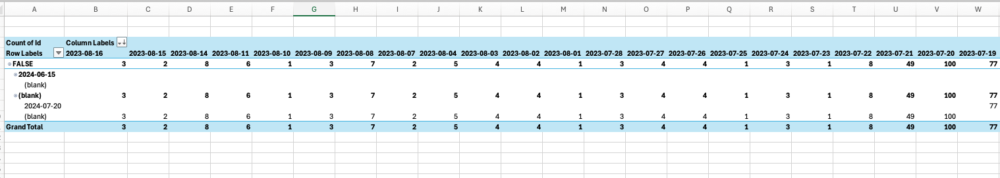 A B C D E F G H I J K L M N O P Q R S T U V W
Count of Id Column Labels
Row Labels 2023-08-16 2023-08-15 2023-08-14 2023-08-11 2023-08-10 2023-08-09 2023-08-08 2023-08-07 2023-08-04 2023-08-03 2023-08-02 2023-08-01 2023-07-28 2023-07-27 2023-07-26 2023-07-25 2023-07-24 2023-07-23 2023-07-22 2023-07-21 2023-07-20 2023-07-19
FALSE 3 2 8 6 1 3 7 2 5 4 4 1 3 4 4 1 3 1 8 49 100 77
2024-06-15
(blank)
(blank) 3 2 8 6 1 3 7 2 5 4 4 1 3 4 4 1 3 1 8 49 100 77
2024-07-20 77
(blank) 3 2 8 6 1 3 7 2 5 4 4 1 3 4 4 1 3 1 8 49 100
Grand Total 3 2 8 6 1 3 7 2 5 4 4 1 3 4 4 1 3 1 8 49 100 77